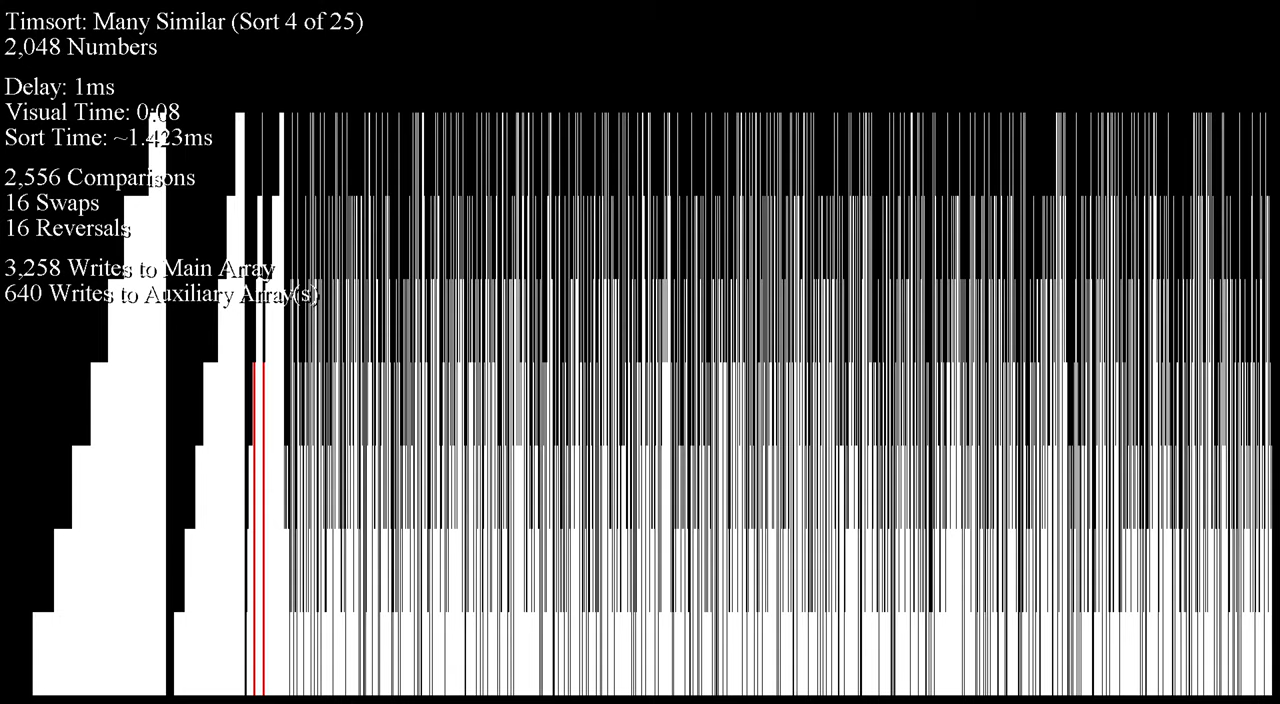 Timsort: Many Similar (Sort 4 of 25)
2,048 Numbers
Delay: 1ms
Visual Time: 0:08
Sort Time: ~1.423ms
2,556 Comparisons
16 Swaps
16 Reversals
3,258 Writes to Main Array
640 Writes to Auxiliary Array(s)